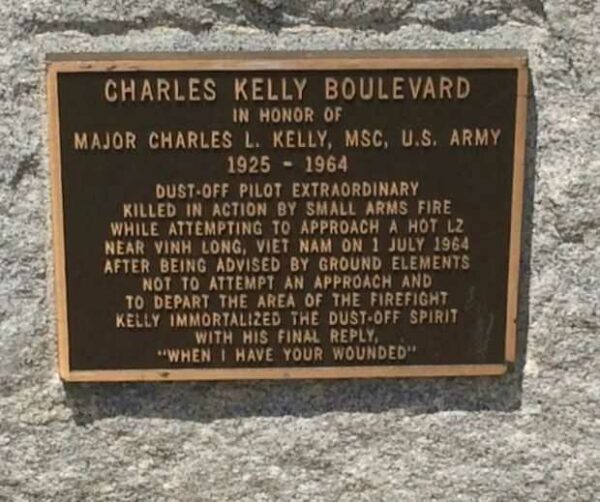 CHARLES KELLY BOULEVARD
IN HONOR OF
MAJOR CHARLES L. KELLY, MSC, U.S. ARMY
1925 - 1964
DUST-OFF PILOT EXTRAORDINARY
KILLED IN ACTION BY SMALL ARMS FIRE
WHILE ATTEMPTING TO APPROACH A HOT LZ
NEAR VINH LONG, VIET NAM ON 1 JULY 1964
AFTER BEING ADVISED BY GROUND ELEMENTS
NOT TO ATTEMPT AN APPROACH AND
TO DEPART THE AREA OF THE FIREFIGHT
KELLY IMMORTALIZED THE DUST-OFF SPIRIT
WITH HIS FINAL REPLY,
"WHEN I HAVE YOUR WOUNDED"